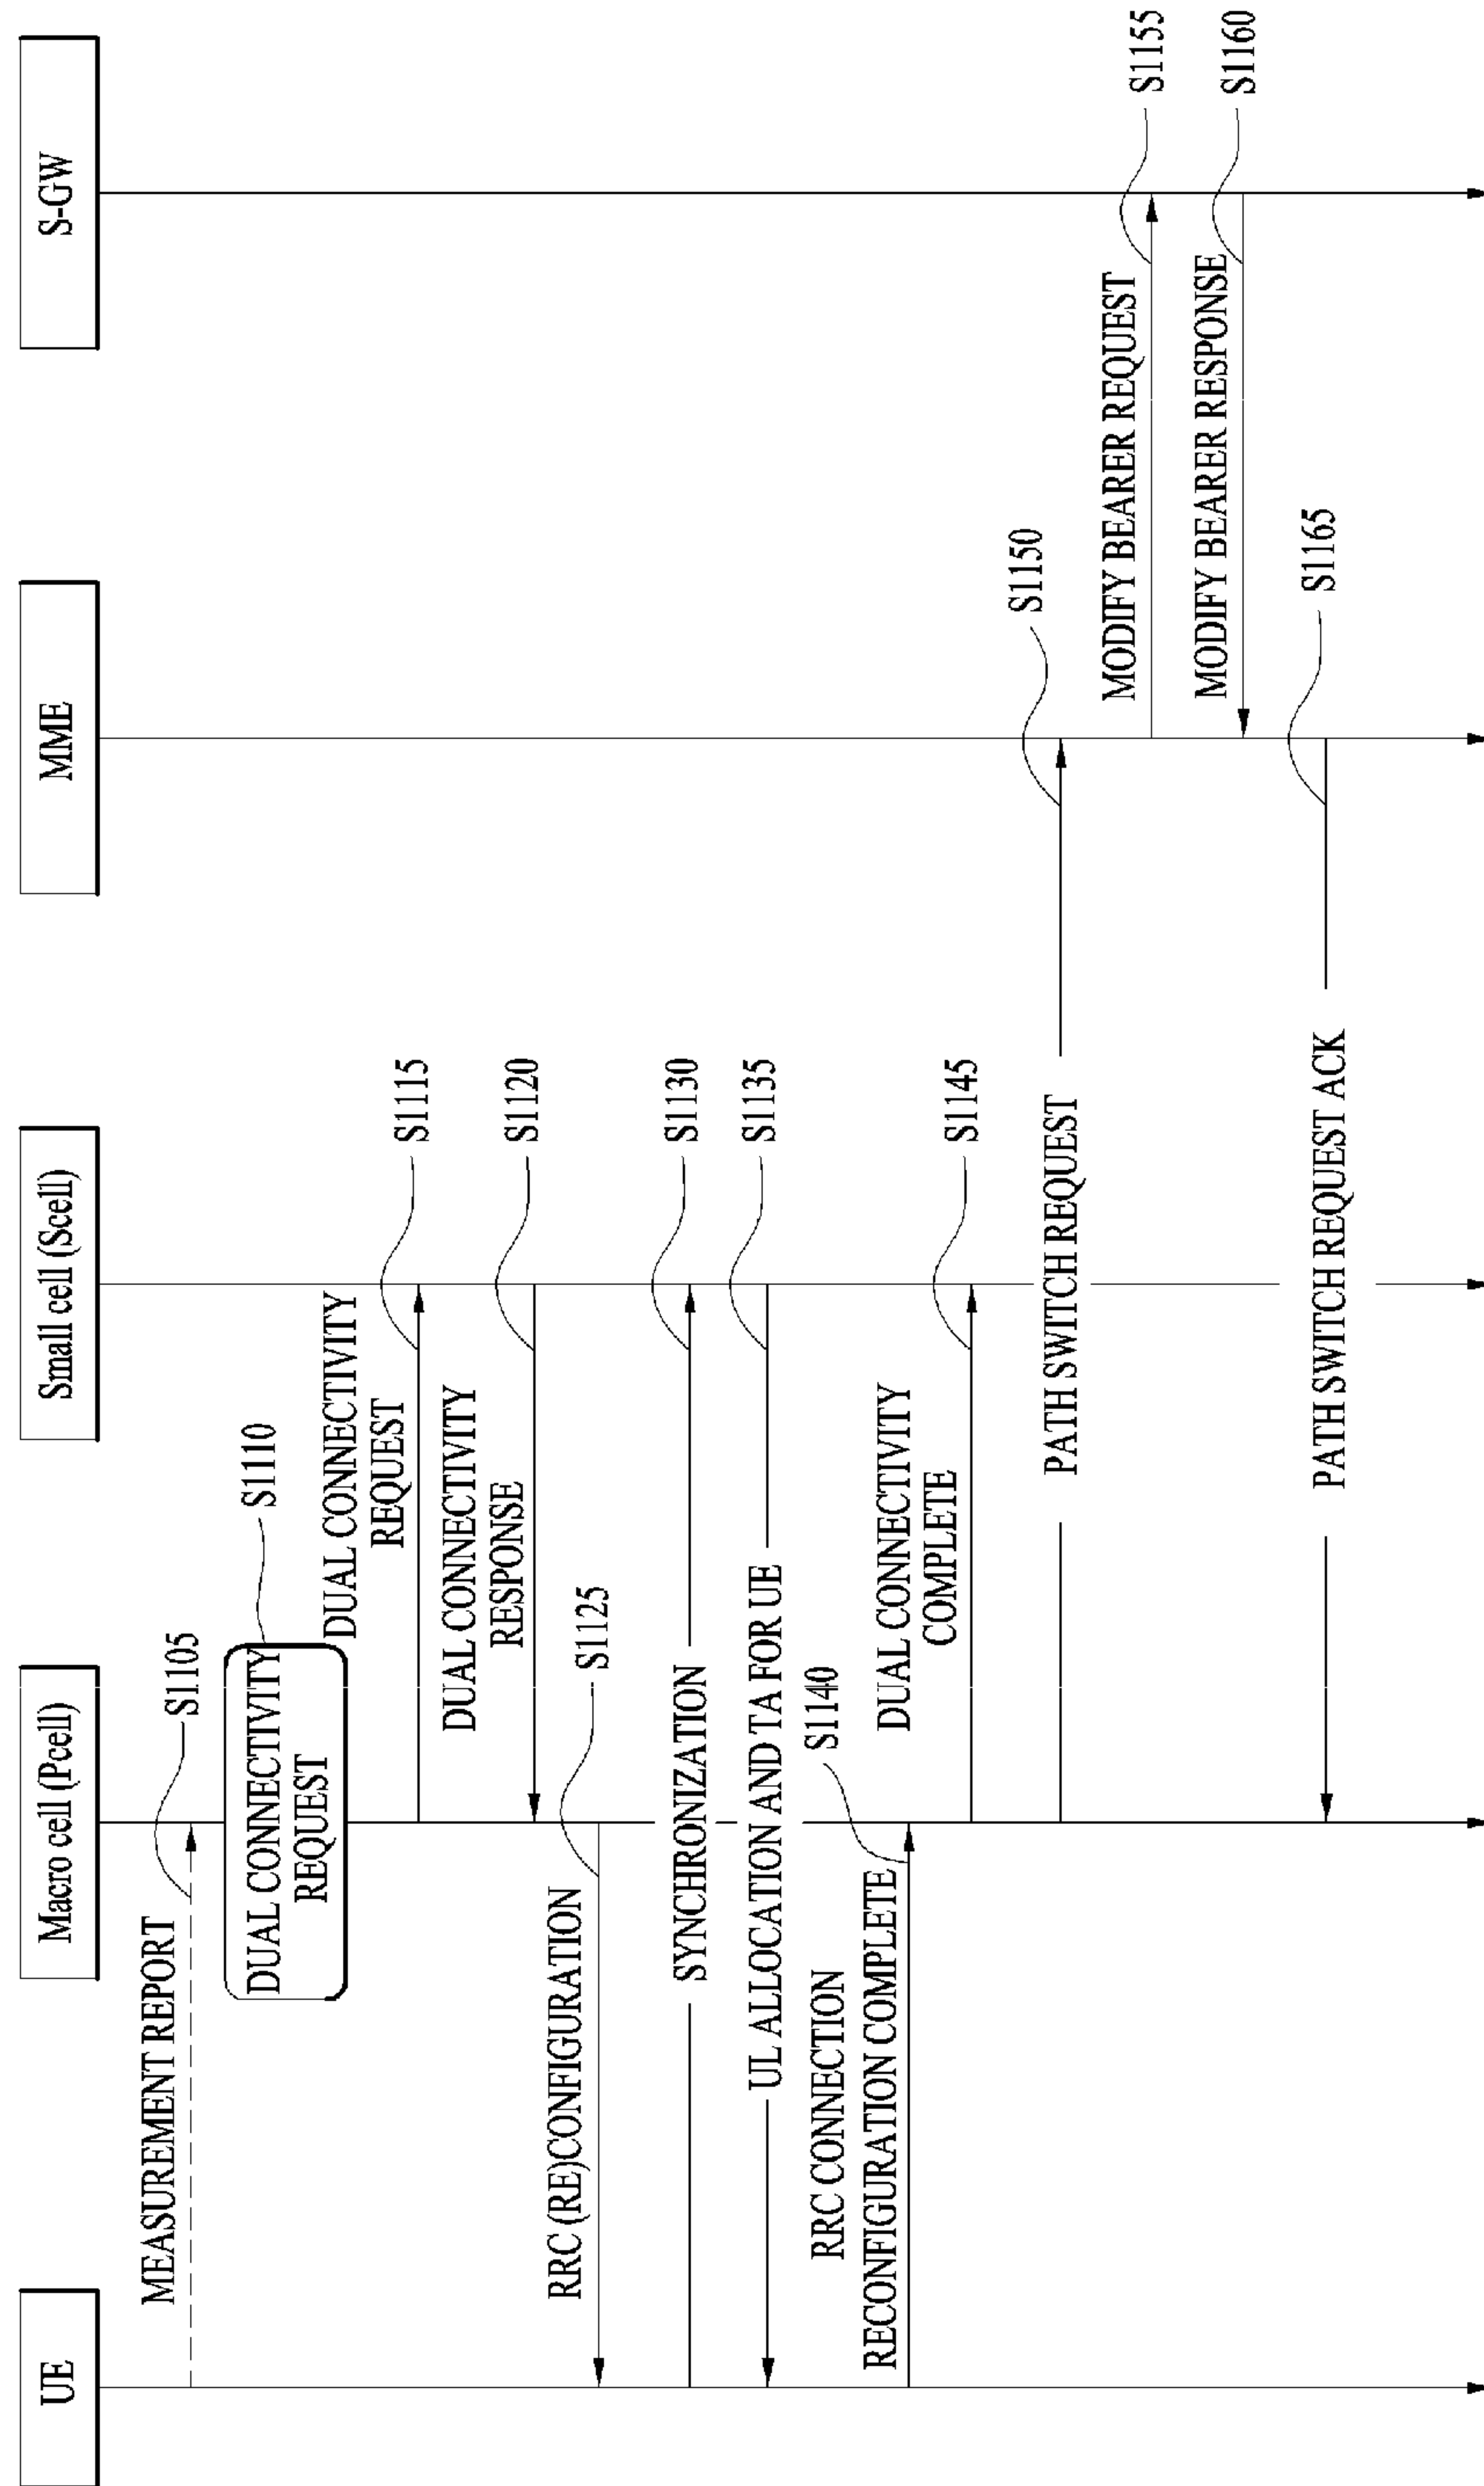 UE
Macro cell (Pcell)
Small cell (Scell)
MME
S-GW
MEASUREMENT REPORT
S1105
DUAL CONNECTIVITY
REQUEST
S1110
DUAL CONNECTIVITY
REQUEST
S1115
DUAL CONNECTIVITY
RESPONSE
S1120
RRC (RE)CONFIGURATION
S1125
SYNCHRONIZATION
S1130
UL ALLOCATION AND TA FOR UE
S1135
RRC CONNECTION
RECONFIGURATION COMPLETE
S1140
DUAL CONNECTIVITY
COMPLETE
S1145
PATH SWITCH REQUEST
S1150
MODIFY BEARER REQUEST
S1155
MODIFY BEARER RESPONSE
S1160
PATH SWITCH REQUEST ACK
S1165